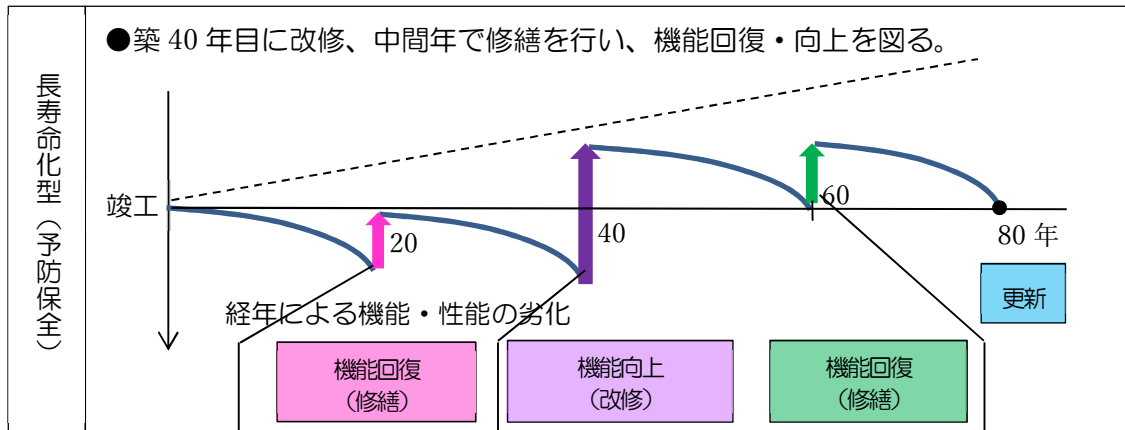 長寿命化型（予防保全）
●築 40 年目に改修、中間年で修繕を行い、機能回復・向上を図る。
竣工
20
40
60
80 年
更新
経年による機能・性能の劣化
機能回復
（修繕）
機能向上
（改修）
機能回復
（修繕）